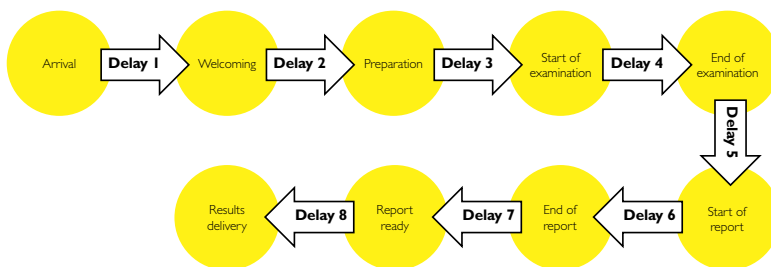 Arrival
Delay 1
Welcoming
Delay 2
Preparation
Delay 3
Start of
examination
Delay 4
End of
examination
Delay 5
Start of
report
Delay 6
End of
report
Delay 7
Report
ready
Delay 8
Results
delivery